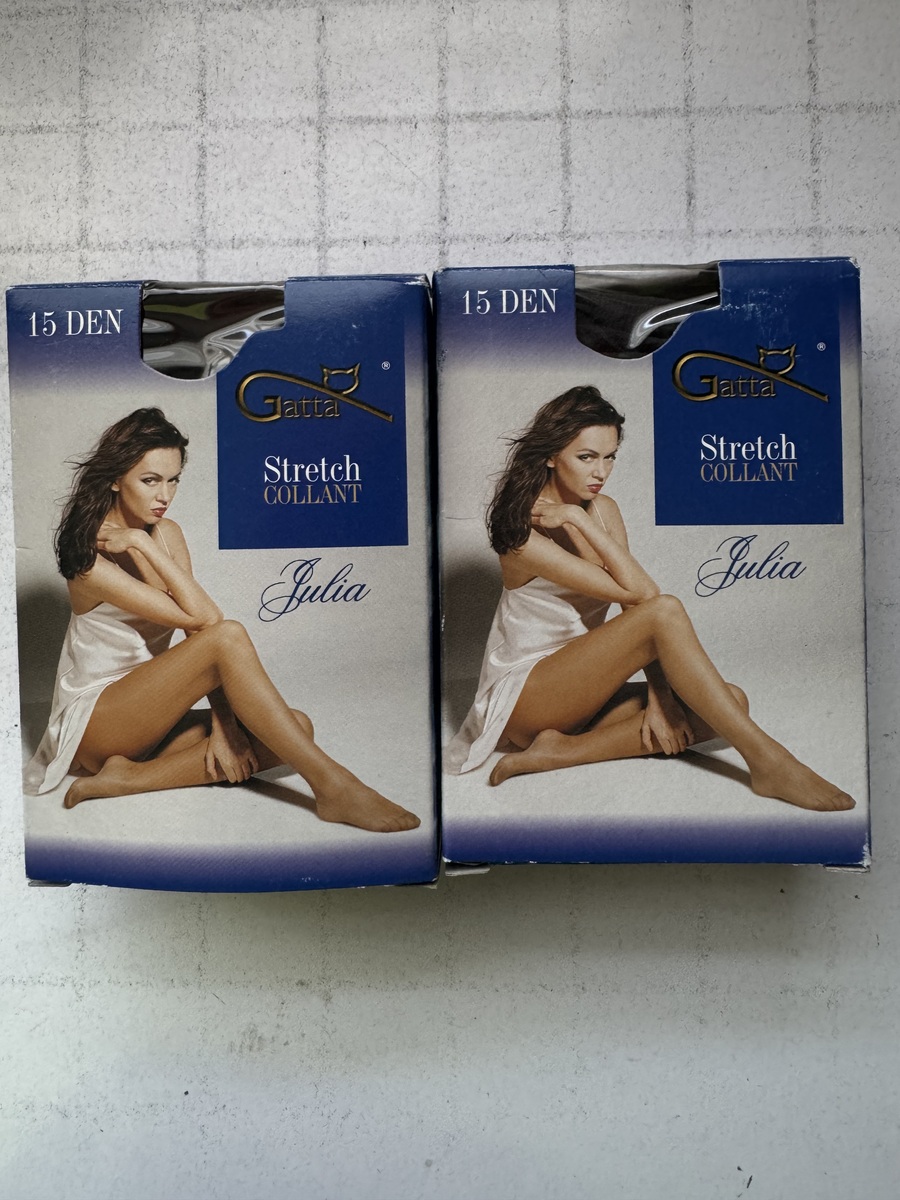 15 DEN
Gatta®
Stretch
COLLANT
Julia
15 DEN
Gatta®
Stretch
COLLANT
Julia